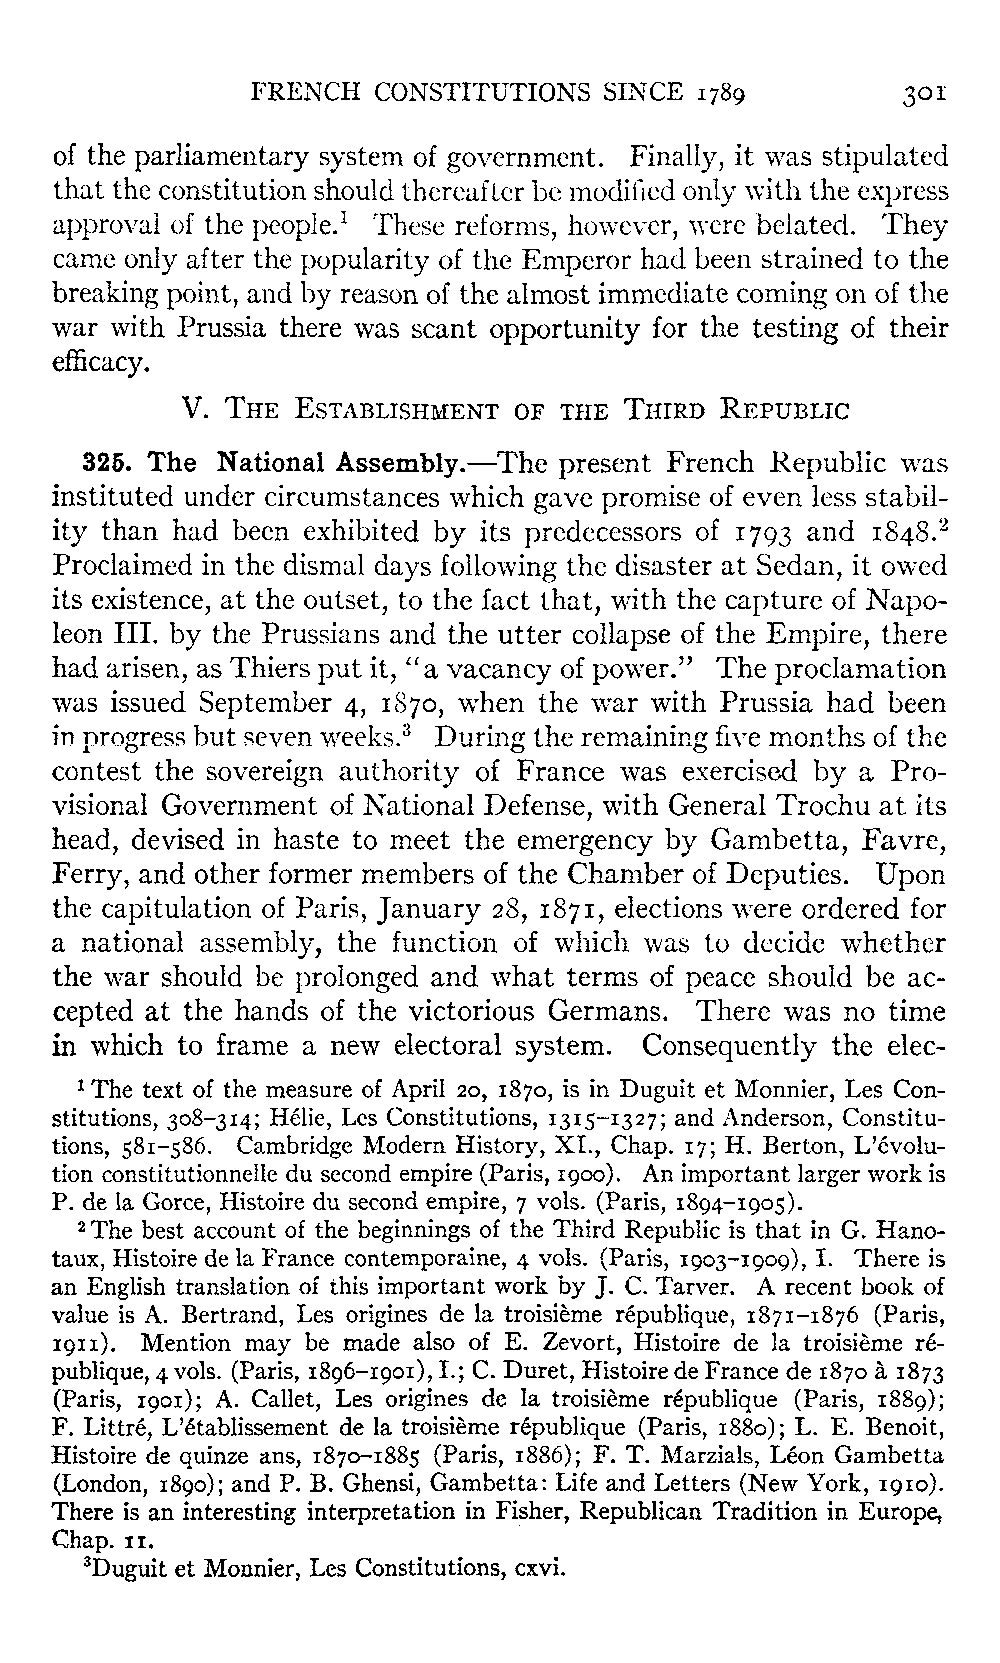 FRENCH CONSTITUTIONS SINCE 1789 301
of the parliamentary system of government. Finally, it was stipulated
that the constitution should thereafter be modified only with the express
approval of the people.¹ These reforms, however, were belated. They
came only after the popularity of the Emperor had been strained to the
breaking point, and by reason of the almost immediate coming on of the
war with Prussia there was scant opportunity for the testing of their
efficacy.
V. THE ESTABLISHMENT OF THE THIRD REPUBLIC
325. The National Assembly.—The present French Republic was
instituted under circumstances which gave promise of even less stabil-
ity than had been exhibited by its predecessors of 1793 and 1848.²
Proclaimed in the dismal days following the disaster at Sedan, it owed
its existence, at the outset, to the fact that, with the capture of Napo-
leon III. by the Prussians and the utter collapse of the Empire, there
had arisen, as Thiers put it, "a vacancy of power." The proclamation
was issued September 4, 1870, when the war with Prussia had been
in progress but seven weeks.³ During the remaining five months of the
contest the sovereign authority of France was exercised by a Pro-
visional Government of National Defense, with General Trochu at its
head, devised in haste to meet the emergency by Gambetta, Favre,
Ferry, and other former members of the Chamber of Deputies. Upon
the capitulation of Paris, January 28, 1871, elections were ordered for
a national assembly, the function of which was to decide whether
the war should be prolonged and what terms of peace should be ac-
cepted at the hands of the victorious Germans. There was no time
in which to frame a new electoral system. Consequently the elec-
¹ The text of the measure of April 20, 1870, is in Duguit et Monnier, Les Con-
stitutions, 308–314; Hélie, Les Constitutions, 1315–1327; and Anderson, Constitu-
tions, 581–586. Cambridge Modern History, XI., Chap. 17; H. Berton, L'évolu-
tion constitutionnelle du second empire (Paris, 1900). An important larger work is
P. de la Gorce, Histoire du second empire, 7 vols. (Paris, 1894–1905).
² The best account of the beginnings of the Third Republic is that in G. Hano-
taux, Histoire de la France contemporaine, 4 vols. (Paris, 1903–1909), I. There is
an English translation of this important work by J. C. Tarver. A recent book of
value is A. Bertrand, Les origines de la troisième république, 1871–1876 (Paris,
1911). Mention may be made also of E. Zevort, Histoire de la troisième ré-
publique, 4 vols. (Paris, 1896–1901), I.; C. Duret, Histoire de France de 1870 à 1873
(Paris, 1901); A. Callet, Les origines de la troisième république (Paris, 1889);
F. Littré, L'établissement de la troisième république (Paris, 1880); L. E. Benoit,
Histoire de quinze ans, 1870–1885 (Paris, 1886); F. T. Marzials, Léon Gambetta
(London, 1890); and P. B. Ghensi, Gambetta: Life and Letters (New York, 1910).
There is an interesting interpretation in Fisher, Republican Tradition in Europe,
Chap. 11.
³Duguit et Monnier, Les Constitutions, cxvi.